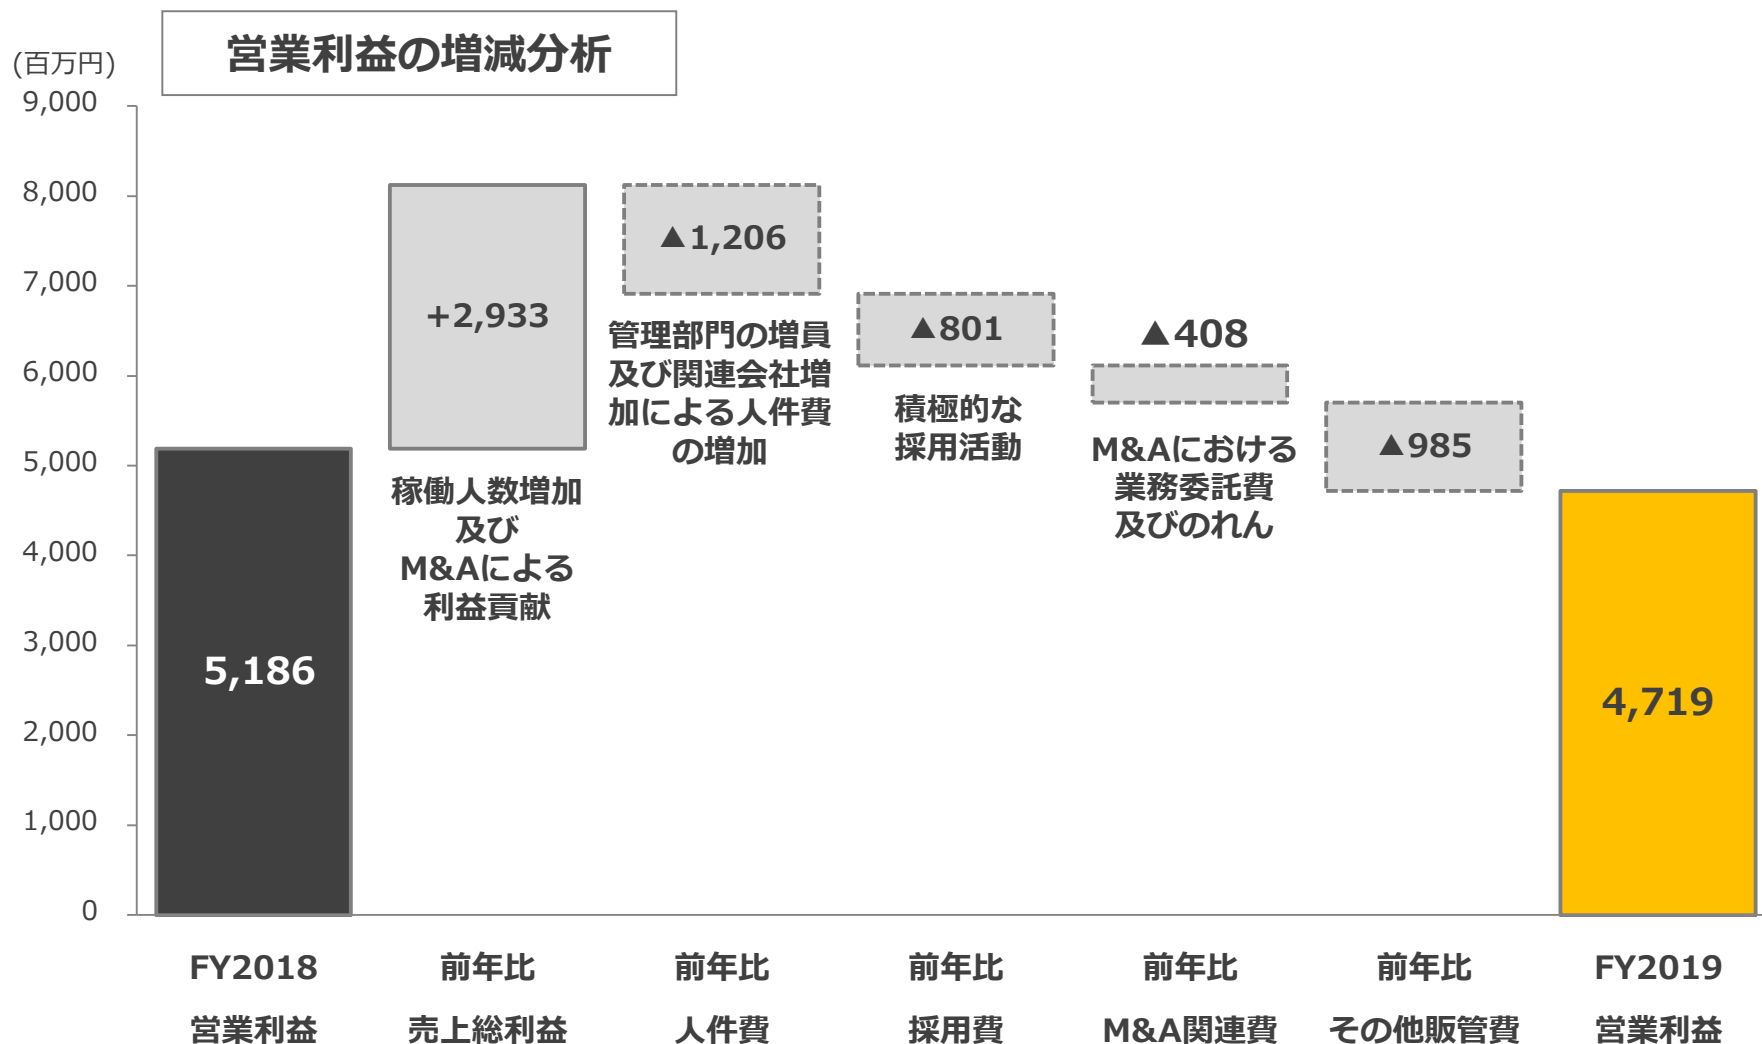 営業利益の増減分析
(百万円)
9,000
8,000
7,000
6,000
5,000
4,000
3,000
2,000
1,000
0
5,186
+2,933
稼働人数増加
及び
M&Aによる
利益貢献
▲1,206
管理部門の増員
及び関連会社増
加による人件費
の増加
▲801
積極的な
採用活動
▲408
M&Aにおける
業務委託費
及びのれん
▲985
4,719
FY2018
営業利益
前年比
売上総利益
前年比
人件費
前年比
採用費
前年比
M&A関連費
前年比
その他販管費
FY2019
営業利益